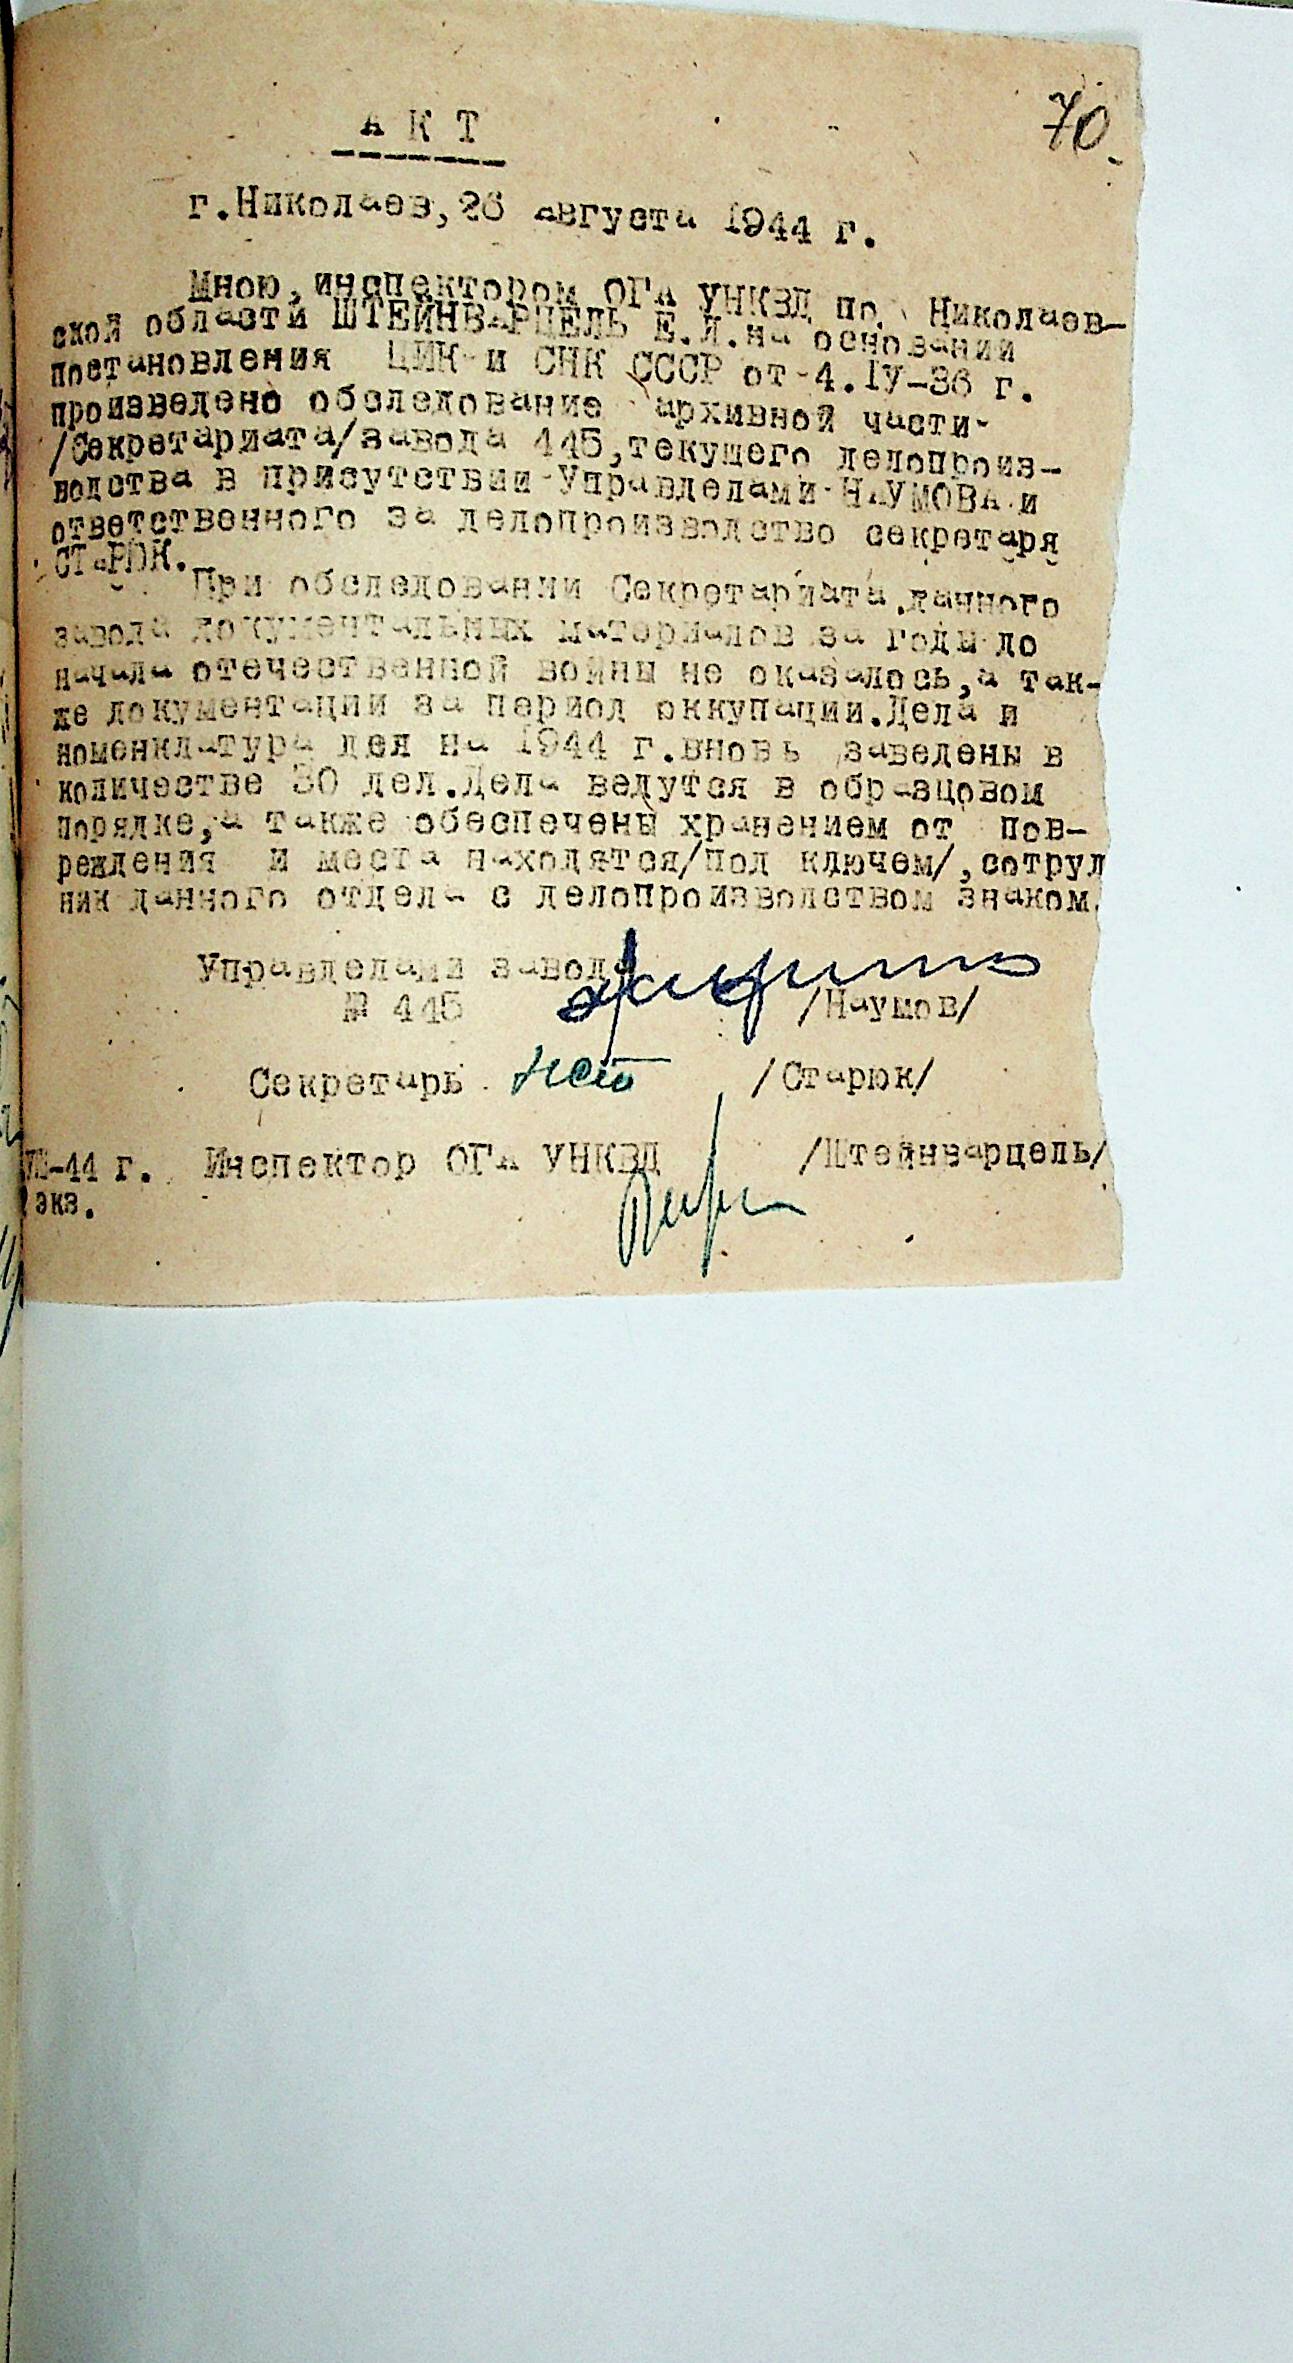 70
АКТ
г.Николаев,26 августа 1944 г.
Мною,инспектором ОГА УНКВД по Николаев-
ской области ШТЕЙНВАРЦЕЛЬ Е.Л.на основании
постановления ЦИК и СНК СССР от 4.ІУ-36 г.
произведено обследование архивной части
/Секретариата/завода 445,текущего делопроиз-
водства в присутствии Управделами НАУМОВА и
ответственного за делопроизводство секретаря
СТАРЮК.
При обследовании Секретариата данного
завода документальных материалов за годы до
начала отечественной войны не оказалось,а так-
же документации за период оккупации.Дела и
номенклатура дел на 1944 г.вновь заведены в
количестве 30 дел.Дела ведутся в образцовом
порядке,а также обеспечены хранением от пов-
реждения и места находятся/под ключем/,сотруд
ник данного отдела с делопроизводством знаком.
Управделами завода
№ 445 /Наумов/
Секретарь /Старюк/
-44 г. Инспектор ОГА УНКВД /Штейнварцель/
экз.